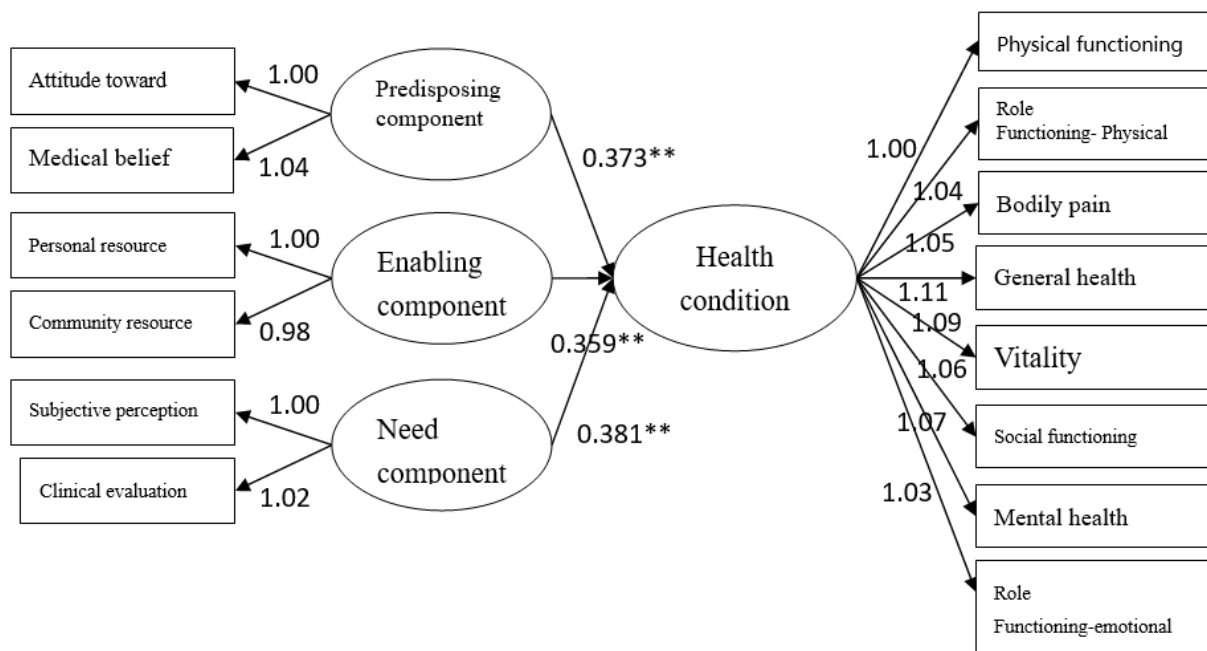 Attitude toward
Medical belief
Personal resource
Community resource
Subjective perception
Clinical evaluation
1.00
1.04
1.00
0.98
1.00
1.02
Predisposing
component
Enabling
component
Need
component
0.373**
0.359**
0.381**
Health
condition
1.00
1.04
1.05
1.11
1.09
1.06
1.07
1.03
Physical functioning
Role
Functioning- Physical
Bodily pain
General health
Vitality
Social functioning
Mental health
Role
Functioning-emotional